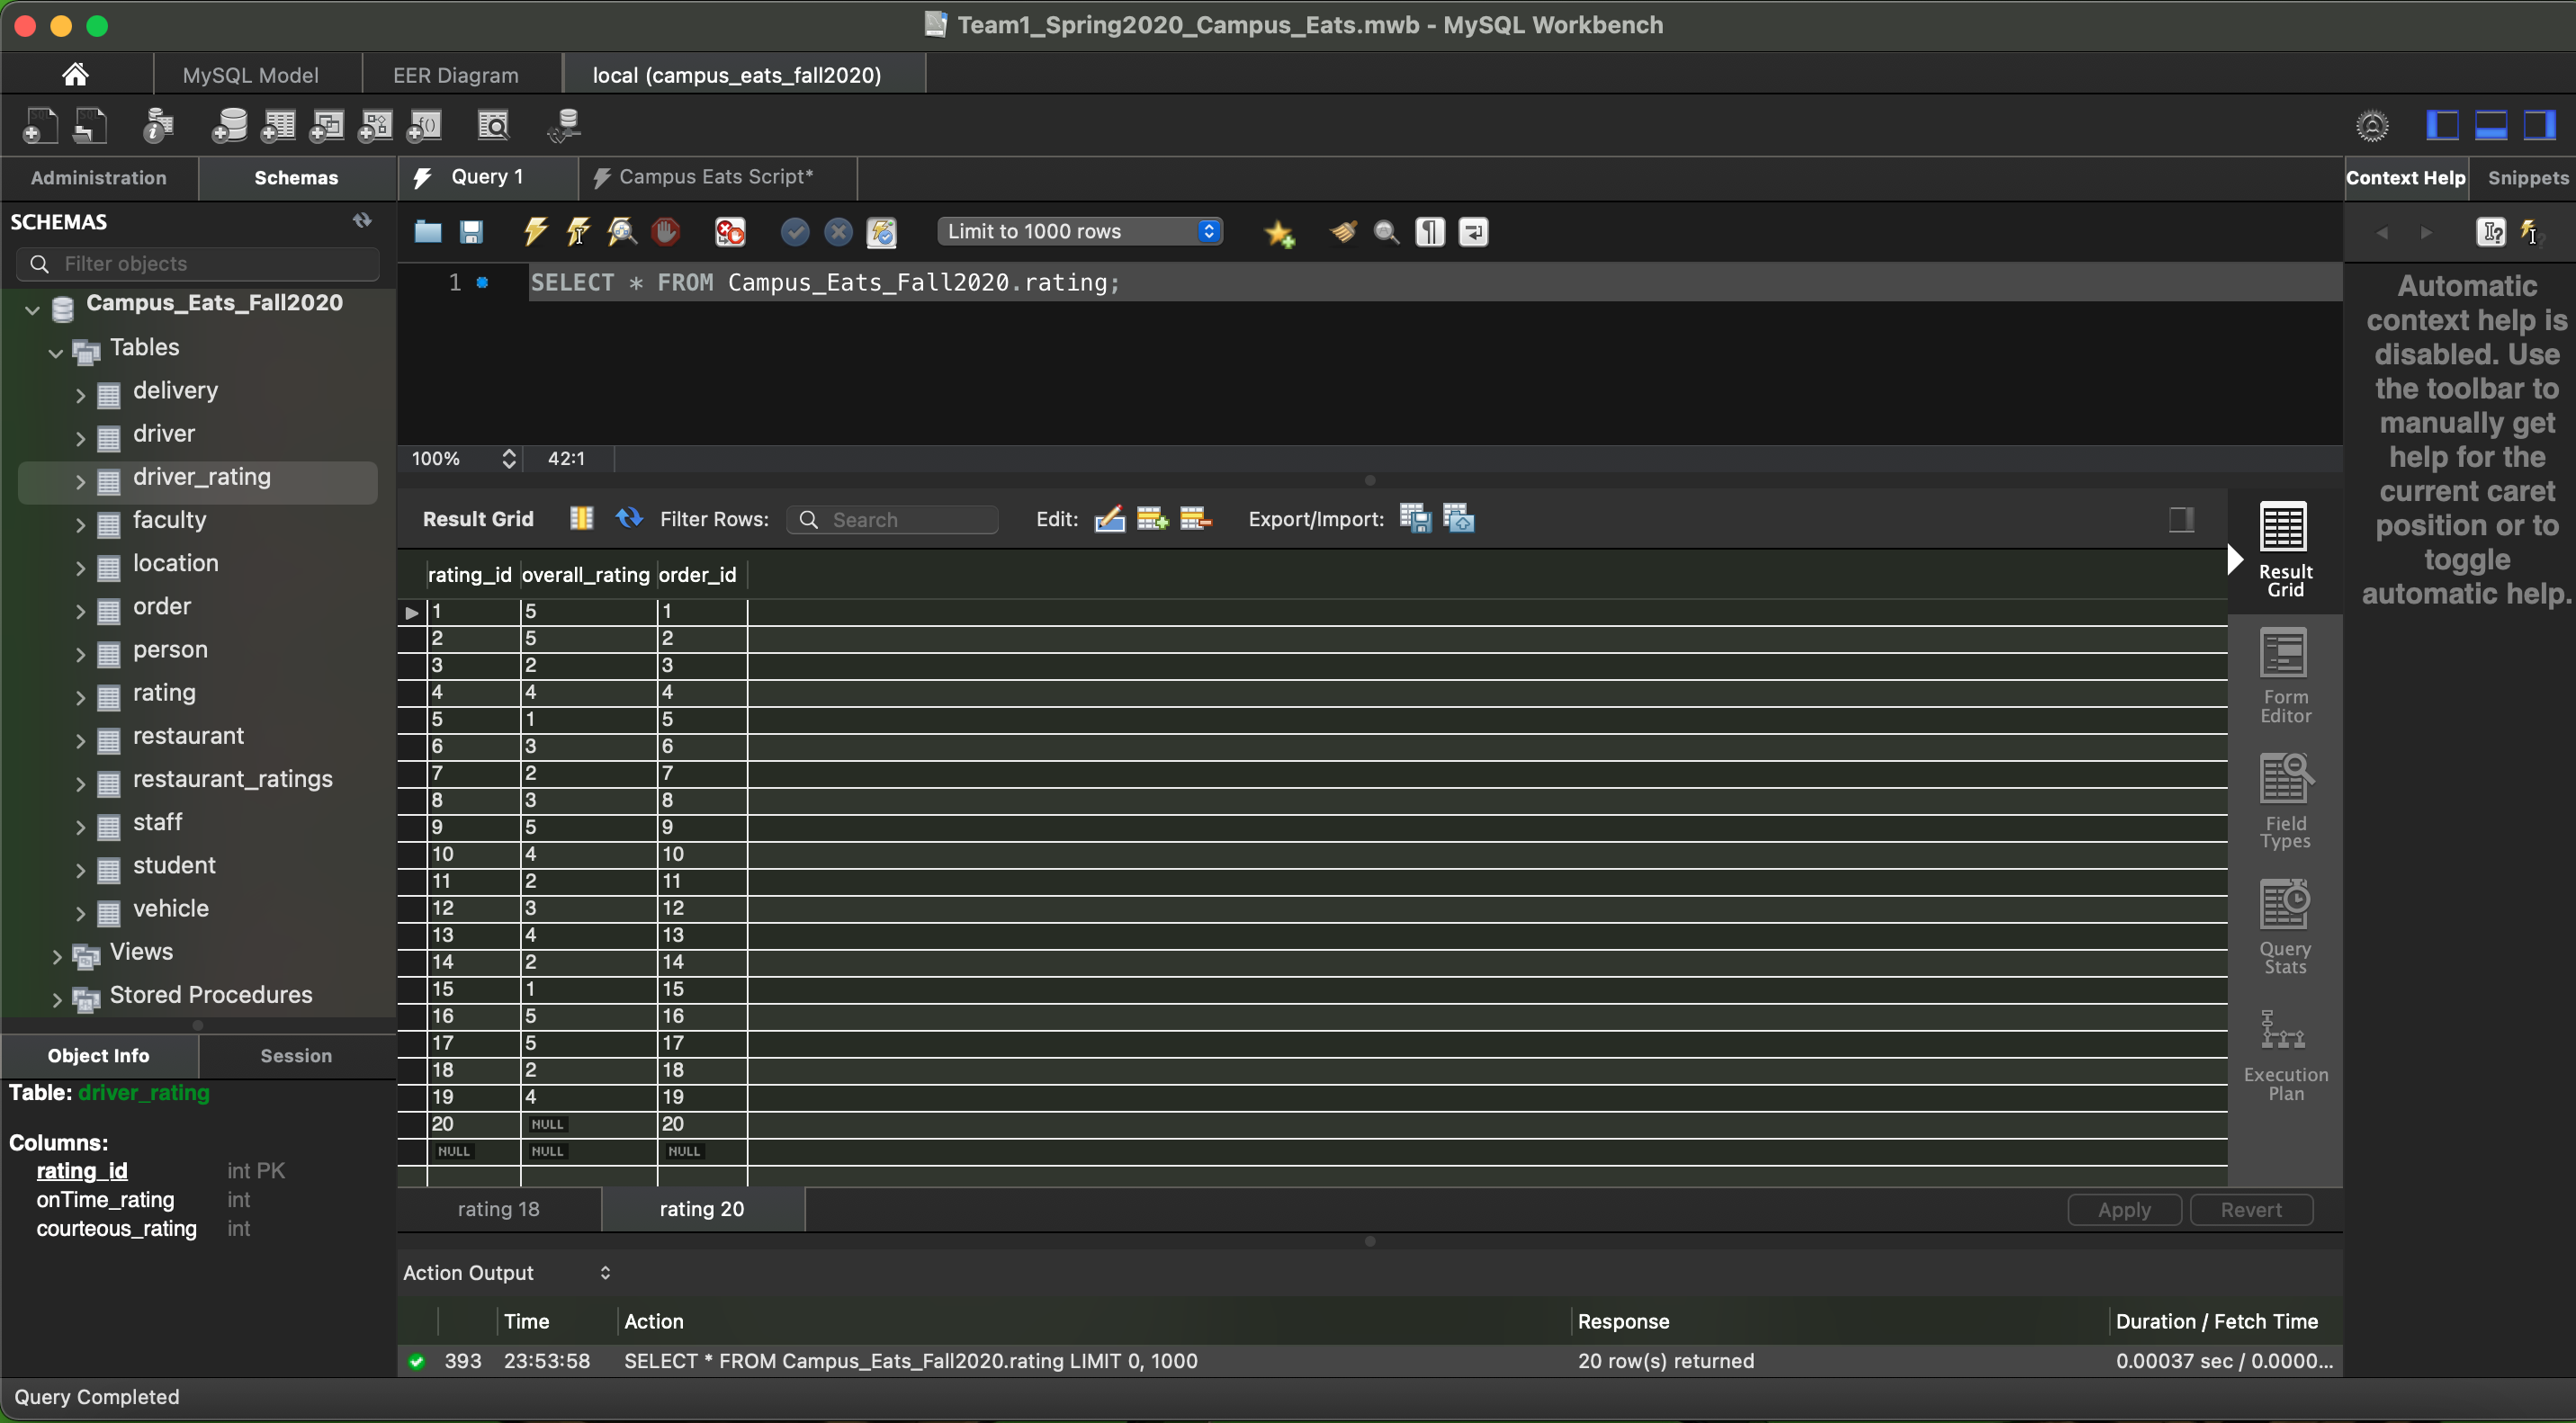 Team1_Spring2020_Campus_Eats.mwb - MySQL Workbench
MySQL Model
EER Diagram
local (campus_eats_fall2020)
Administration
Schemas
Query 1
Campus Eats Script*
Context Help
Snippets
SCHEMAS
Filter objects
Limit to 1000 rows
1 SELECT * FROM Campus_Eats_Fall2020.rating;
Campus_Eats_Fall2020
Tables
delivery
driver
driver_rating
faculty
location
order
person
rating
restaurant
restaurant_ratings
staff
student
vehicle
Views
Stored Procedures
Object Info
Session
Table: driver_rating
Columns:
rating_id int PK
onTime_rating int
courteous_rating int
100% 42:1
Result Grid
Filter Rows:
Search
Edit:
Export/Import:
rating_id overall_rating order_id
1 5 1
2 5 2
3 2 3
4 4 4
5 1 5
6 3 6
7 2 7
8 3 8
9 5 9
10 4 10
11 2 11
12 3 12
13 4 13
14 2 14
15 1 15
16 5 16
17 5 17
18 2 18
19 4 19
20 NULL 20
NULL NULL NULL
rating 18
rating 20
Apply
Revert
Result
Grid
Form
Editor
Field
Types
Query
Stats
Execution
Plan
Automatic
context help is
disabled. Use
the toolbar to
manually get
help for the
current caret
position or to
toggle
automatic help.
Action Output
Time Action Response Duration / Fetch Time
393 23:53:58 SELECT * FROM Campus_Eats_Fall2020.rating LIMIT 0, 1000 20 row(s) returned 0.00037 sec / 0.0000...
Query Completed